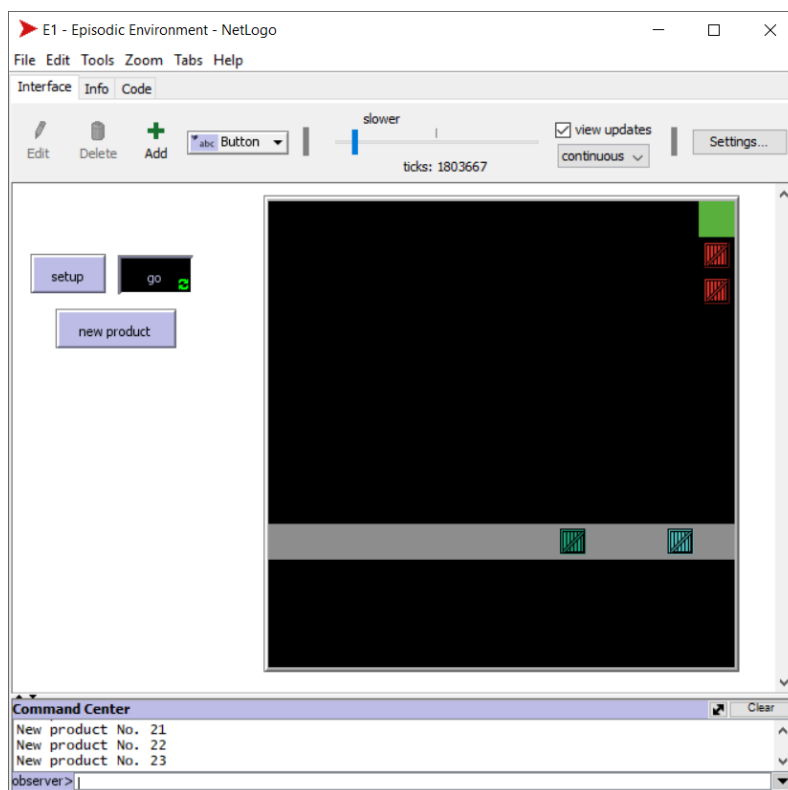 E1 - Episodic Environment - NetLogo
File Edit Tools Zoom Tabs Help
Interface Info Code
Edit Delete Add abc Button slower ticks: 1803667 view updates continuous Settings...
setup go
new product
Command Center Clear
New product No. 21
New product No. 22
New product No. 23
observer>